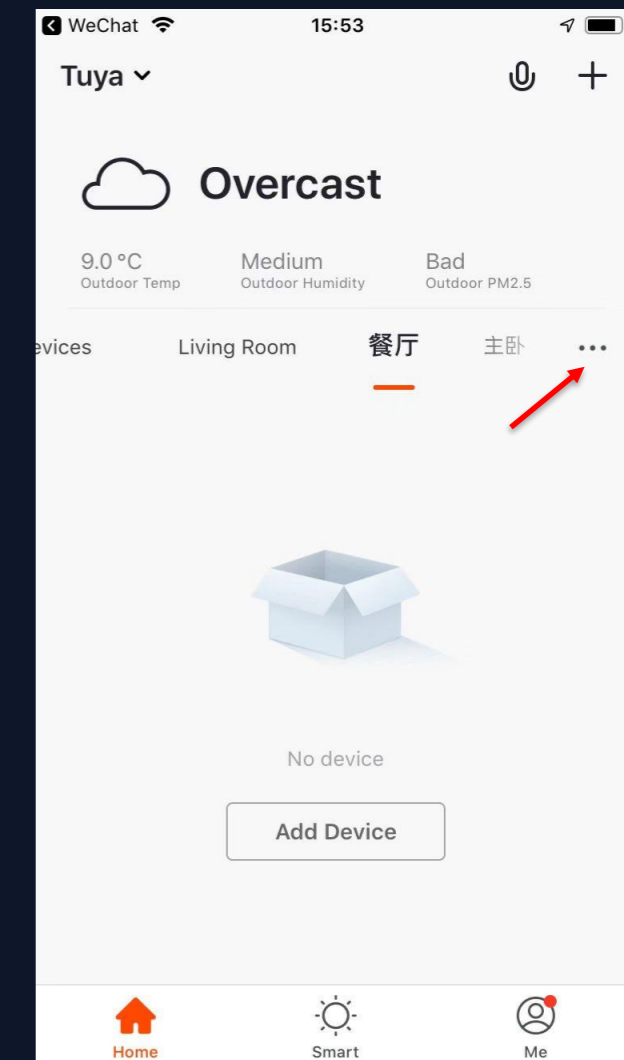 WeChat 15:53
Tuya
Overcast
9.0 °C Medium Bad
Outdoor Temp Outdoor Humidity Outdoor PM2.5
evices Living Room 餐厅 主卧
No device
Add Device
Home Smart Me